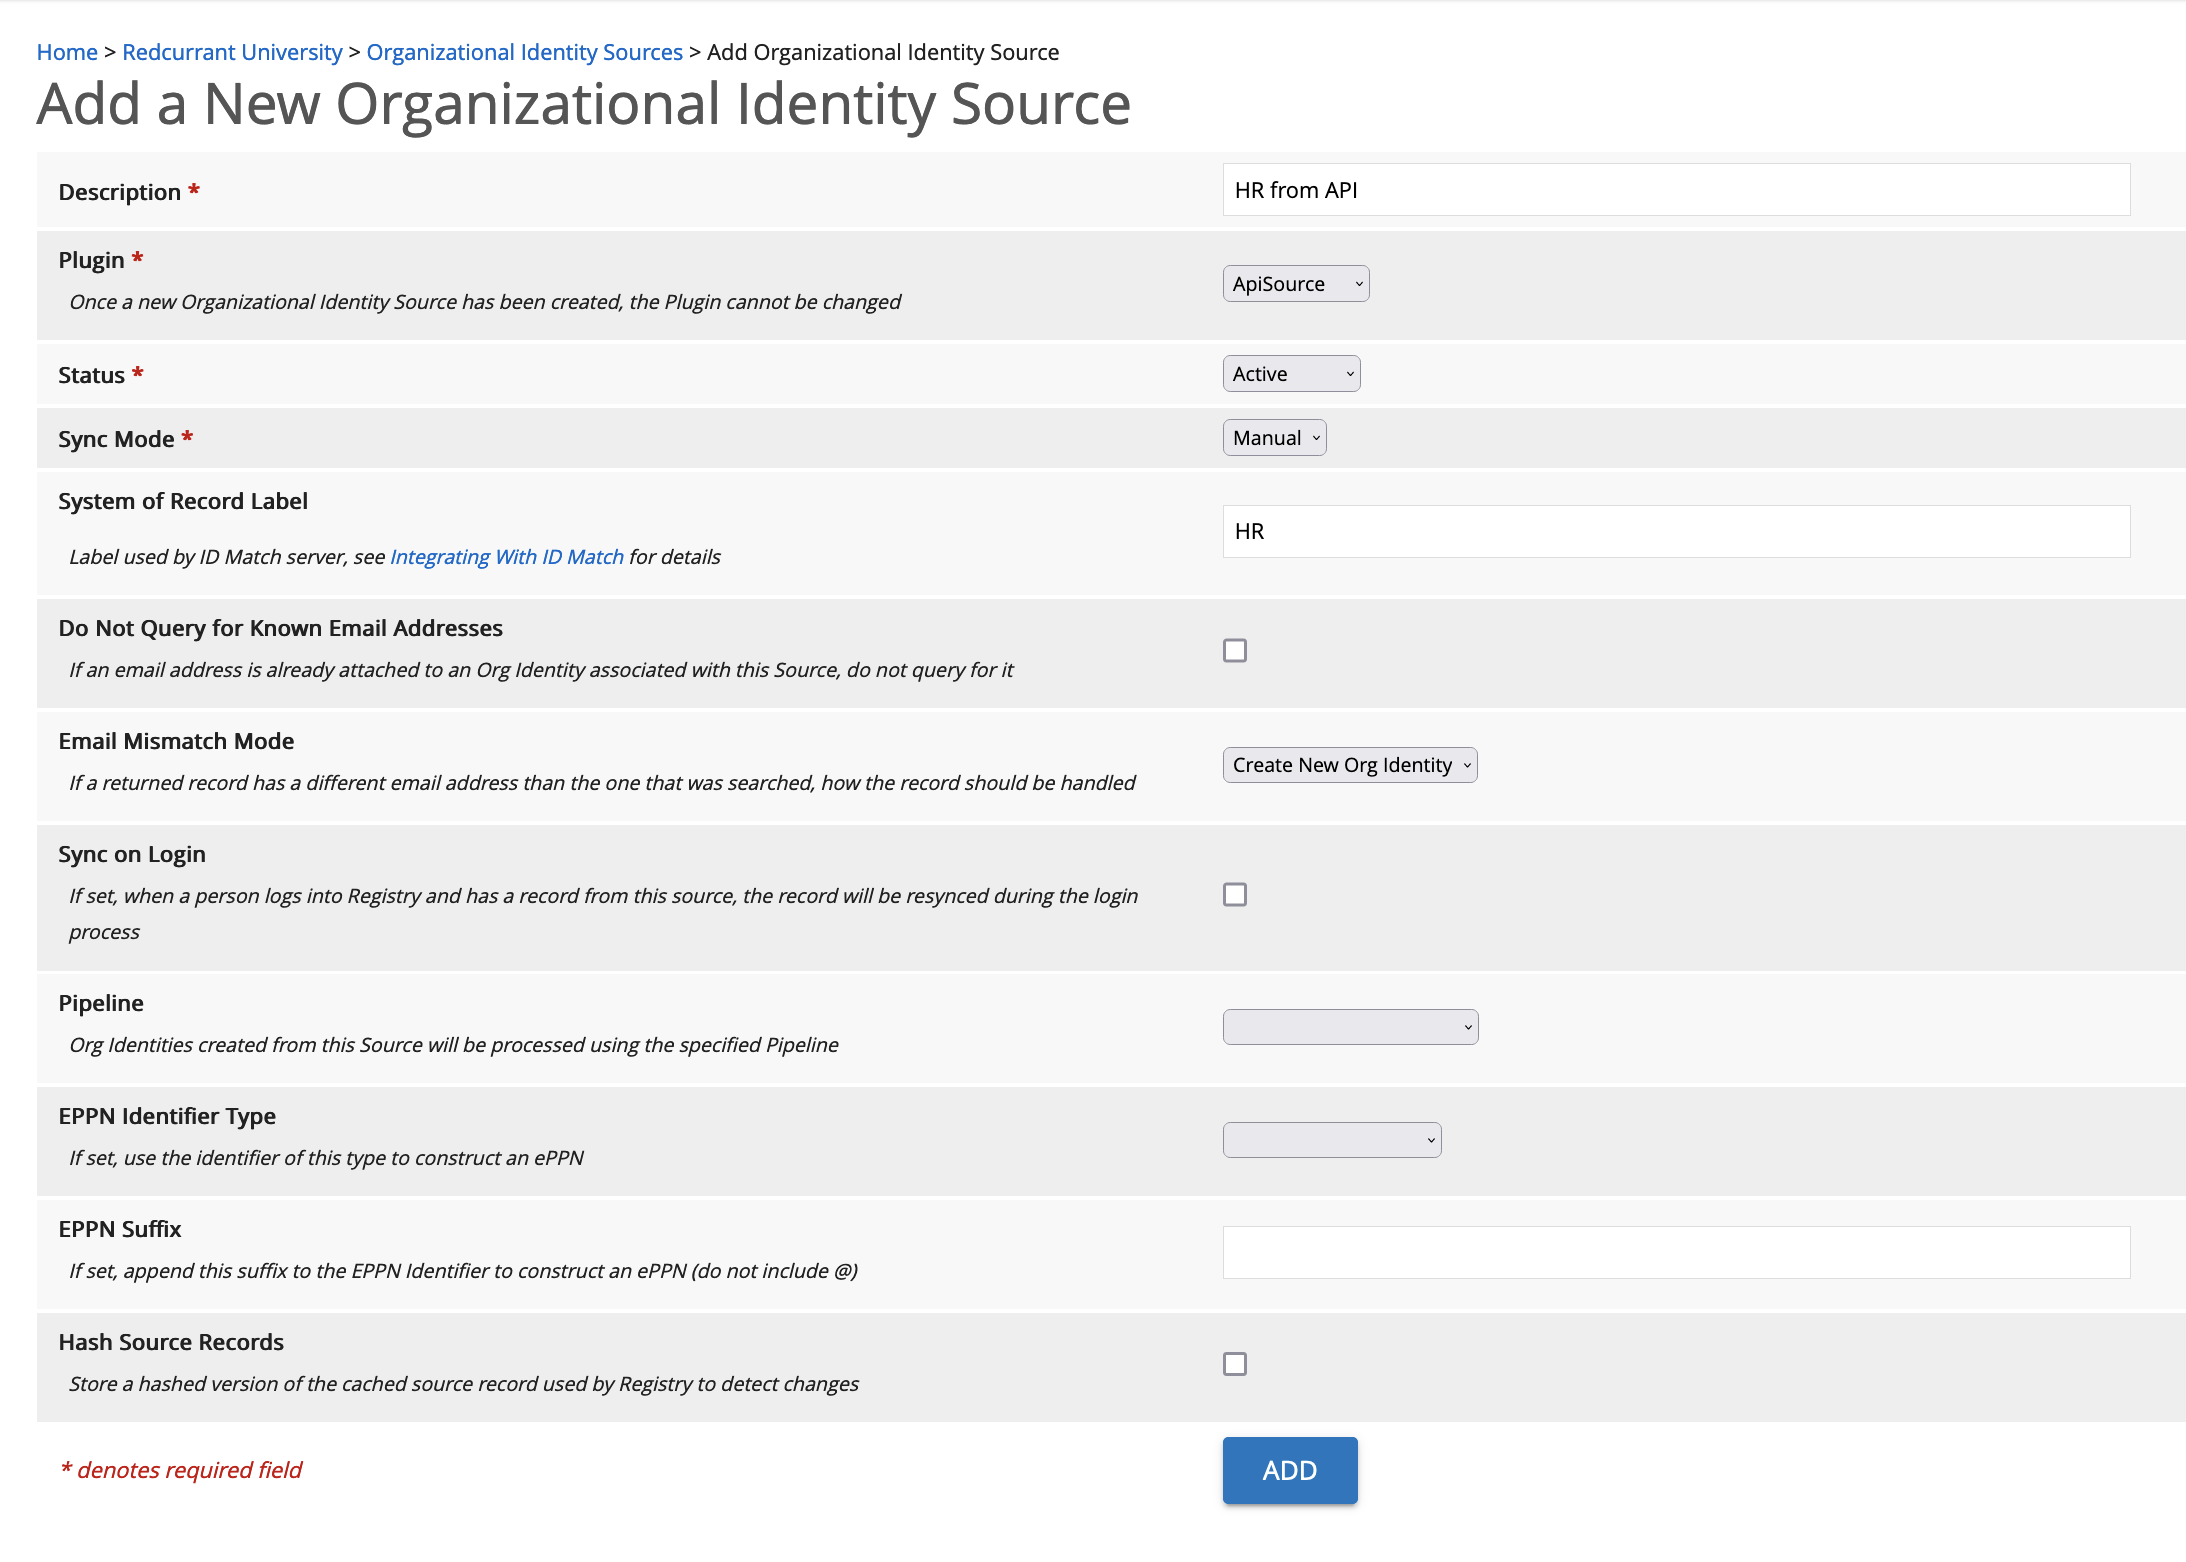 Home > Redcurrant University > Organizational Identity Sources > Add Organizational Identity Source
Add a New Organizational Identity Source
Description *
HR from API
Plugin *
Once a new Organizational Identity Source has been created, the Plugin cannot be changed
ApiSource
Status *
Active
Sync Mode *
Manual
System of Record Label
Label used by ID Match server, see Integrating With ID Match for details
HR
Do Not Query for Known Email Addresses
If an email address is already attached to an Org Identity associated with this Source, do not query for it
Email Mismatch Mode
If a returned record has a different email address than the one that was searched, how the record should be handled
Create New Org Identity
Sync on Login
If set, when a person logs into Registry and has a record from this source, the record will be resynced during the login
process
Pipeline
Org Identities created from this Source will be processed using the specified Pipeline
EPPN Identifier Type
If set, use the identifier of this type to construct an ePPN
EPPN Suffix
If set, append this suffix to the EPPN Identifier to construct an ePPN (do not include @)
Hash Source Records
Store a hashed version of the cached source record used by Registry to detect changes
* denotes required field
ADD